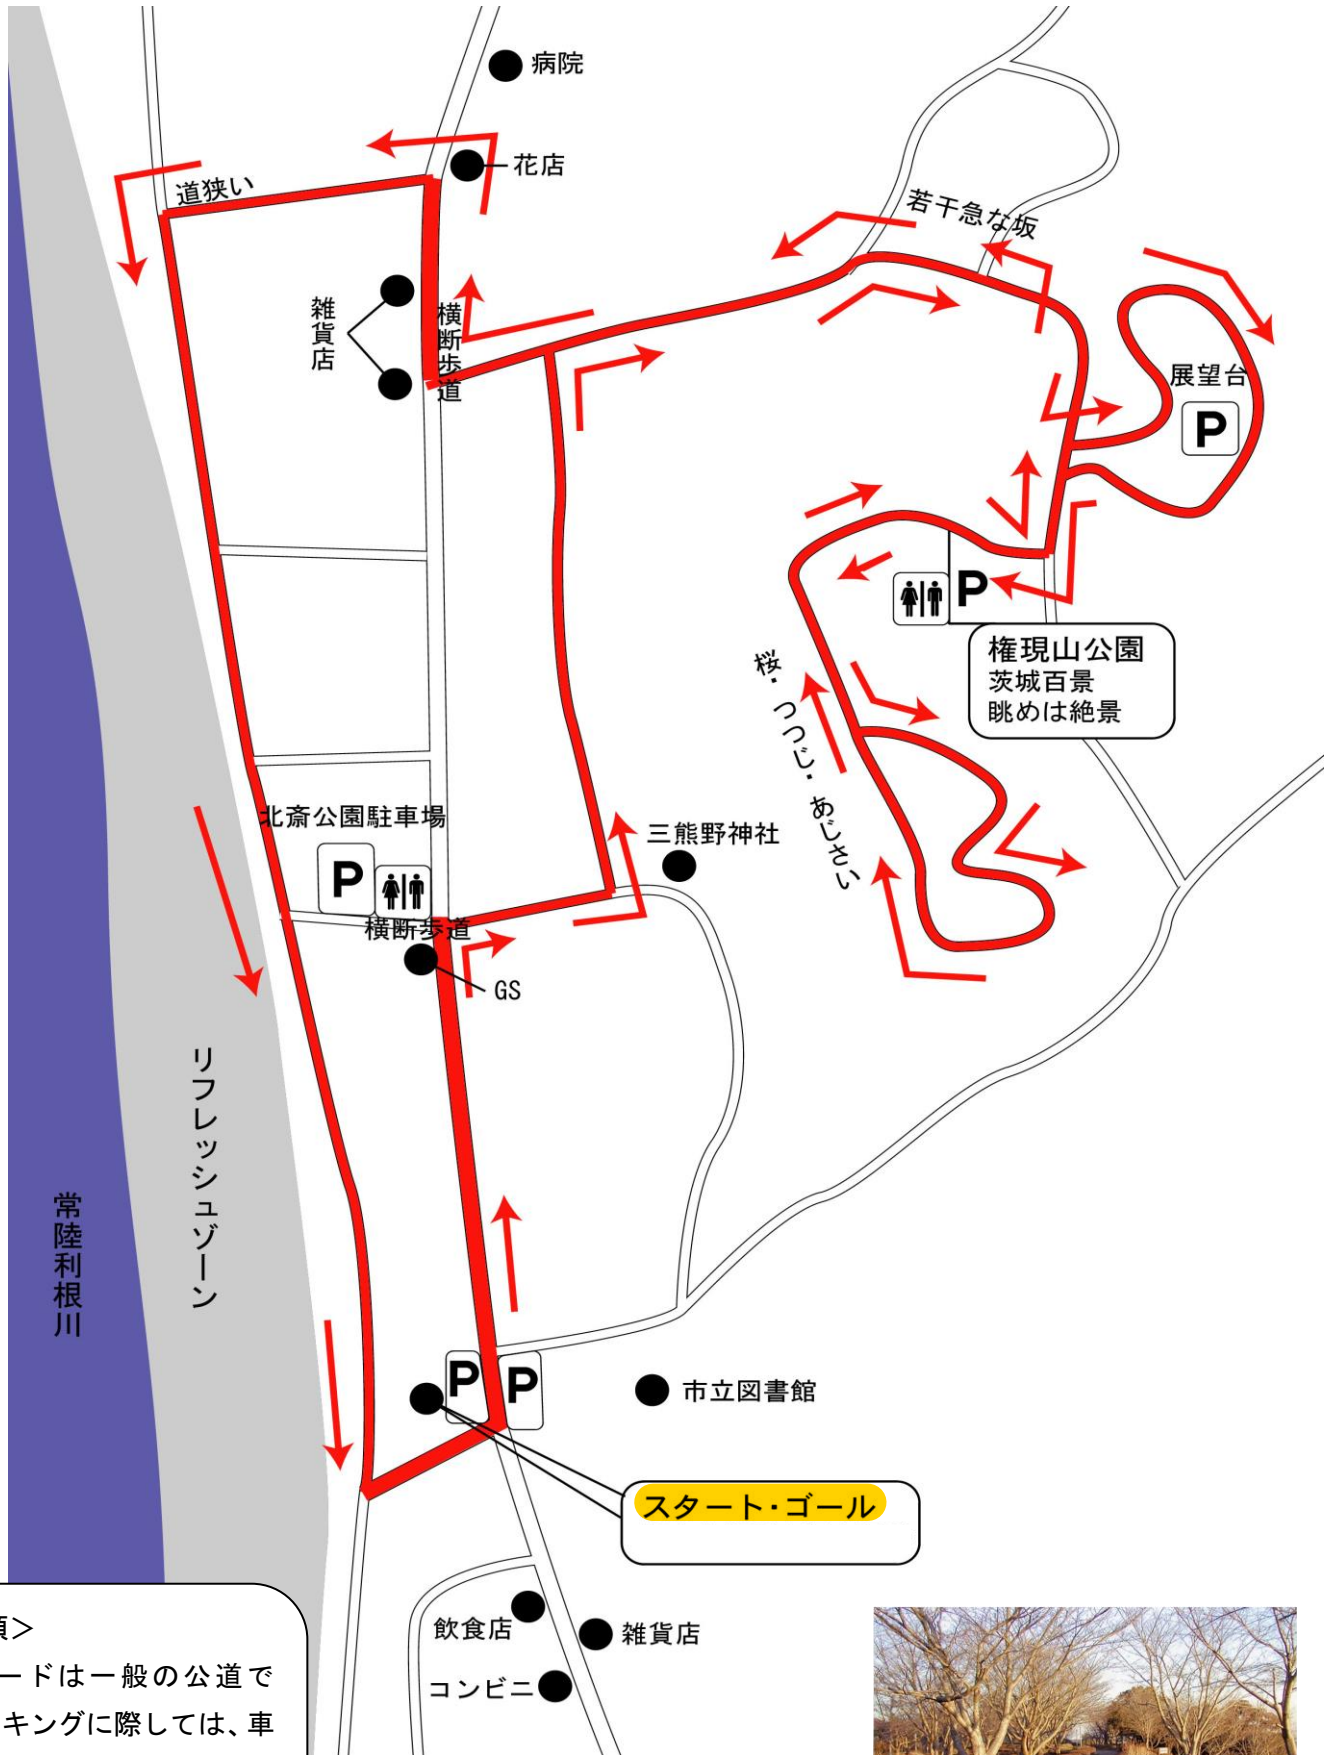 病院
花店
道狭い
若干急な坂
雑貨店
横断歩道
展望台
P
P
権現山公園
茨城百景
眺めは絶景
桜・つつじ・あじさい
北斎公園駐車場
P
三熊野神社
横断歩道
GS
リフレッシュゾーン
常陸利根川
P
P
市立図書館
スタート・ゴール
飲食店
雑貨店
コンビニ
項＞
ードは一般の公道で
キングに際しては、車